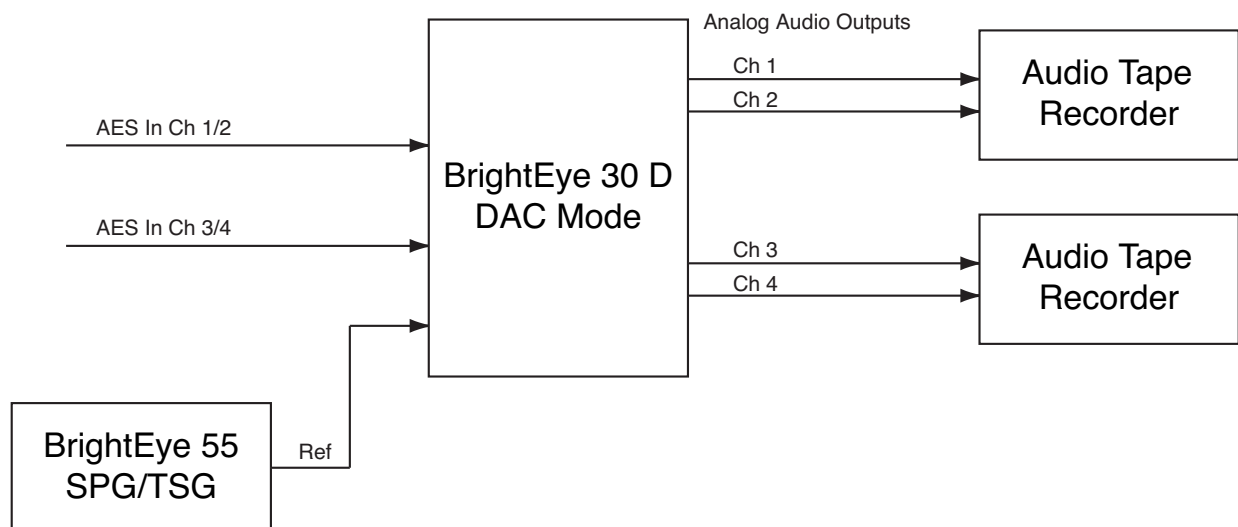 Analog Audio Outputs
Ch 1
Ch 2
Audio Tape
Recorder
AES In Ch 1/2
BrightEye 30 D
DAC Mode
AES In Ch 3/4
Ch 3
Ch 4
Audio Tape
Recorder
BrightEye 55
SPG/TSG
Ref